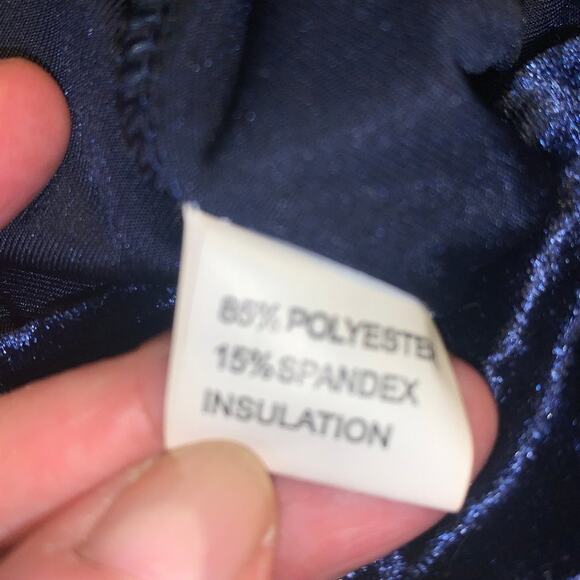 85% POLYESTER
15% SPANDEX
INSULATION